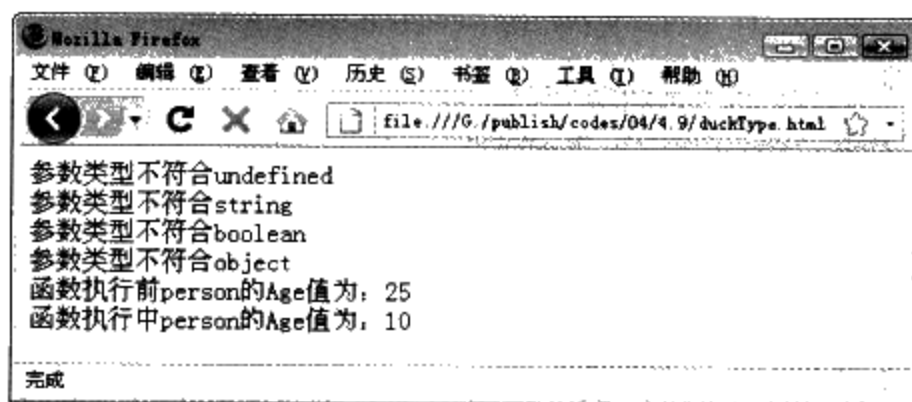 Mozilla Firefox
文件 (F) 编辑 (E) 查看 (V) 历史 (S) 书签 (B) 工具 (T) 帮助 (H)
file:///G:/publish/codes/04/4.9/duckType.html
参数类型不符合undefined
参数类型不符合string
参数类型不符合boolean
参数类型不符合object
函数执行前person的Age值为：25
函数执行中person的Age值为：10
完成